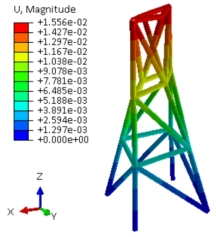 U, Magnitude
+1.556e-02
+1.427e-02
+1.297e-02
+1.167e-02
+1.038e-02
+9.078e-03
+7.781e-03
+6.485e-03
+5.188e-03
+3.891e-03
+2.594e-03
+1.297e-03
+0.000e+00
Z
X
Y